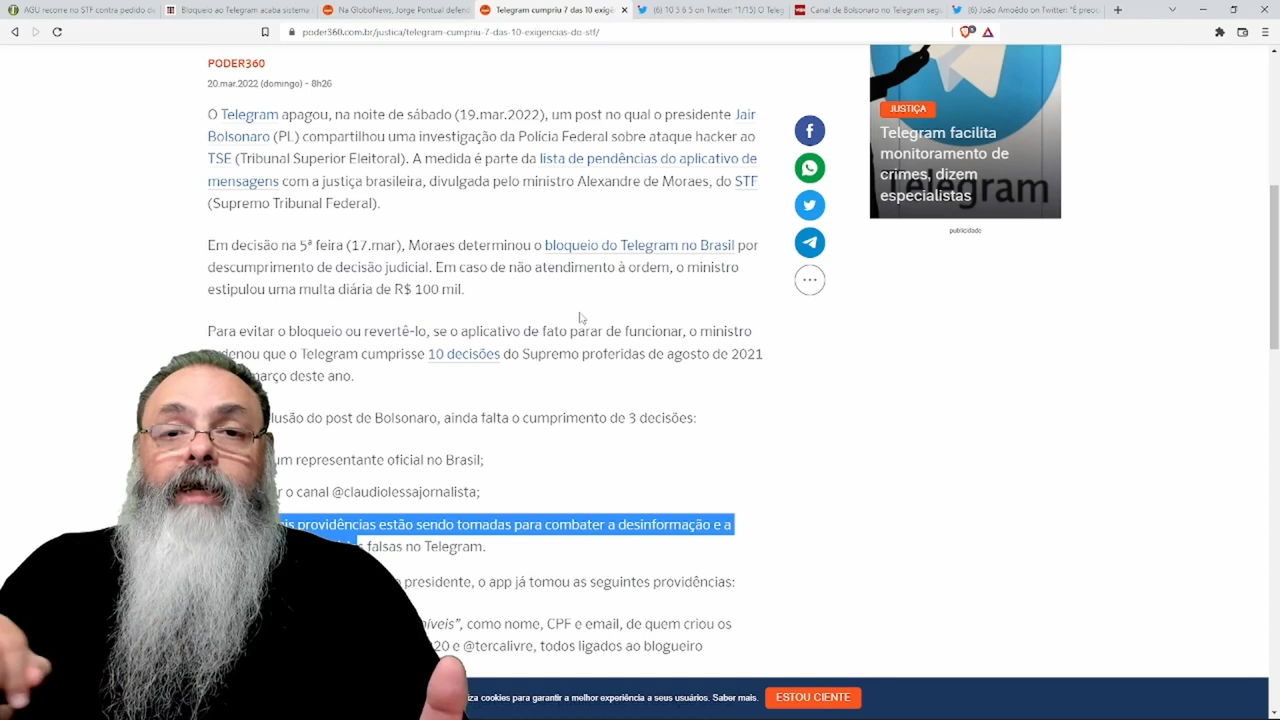 AGU recorre no STF contra pedido de
Bloqueio ao Telegram acaba sistema
Na GloboNews, Jorge Pontual defend
Telegram cumpriu 7 das 10 exigê
(6) 10 3 6 5 on Twitter: "1/15) O Teleg
Canal de Bolsonaro no Telegram seg
(6) João Amoêdo on Twitter: "É preoc
poder360.com.br/justica/telegram-cumpriu-7-das-10-exigencias-do-stf/
PODER360
20.mar.2022 (domingo) - 8h26
O Telegram apagou, na noite de sábado (19.mar.2022), um post no qual o presidente Jair
Bolsonaro (PL) compartilhou uma investigação da Polícia Federal sobre ataque hacker ao
TSE (Tribunal Superior Eleitoral). A medida é parte da lista de pendências do aplicativo de
mensagens com a justiça brasileira, divulgada pelo ministro Alexandre de Moraes, do STF
(Supremo Tribunal Federal).
Em decisão na 5ª feira (17.mar), Moraes determinou o bloqueio do Telegram no Brasil por
descumprimento de decisão judicial. Em caso de não atendimento à ordem, o ministro
estipulou uma multa diária de R$ 100 mil.
Para evitar o bloqueio ou revertê-lo, se o aplicativo de fato parar de funcionar, o ministro
denou que o Telegram cumprisse 10 decisões do Supremo proferidas de agosto de 2021
março deste ano.
lusão do post de Bolsonaro, ainda falta o cumprimento de 3 decisões:
um representante oficial no Brasil;
r o canal @claudiolessajornalista;
is providências estão sendo tomadas para combater a desinformação e a
falsas no Telegram.
presidente, o app já tomou as seguintes providências:
níveis", como nome, CPF e email, de quem criou os
20 e @tercalivre, todos ligados ao blogueiro
JUSTIÇA
Telegram facilita
monitoramento de
crimes, dizem
especialistas
Telegram
publicidade
iza cookies para garantir a melhor experiência a seus usuários. Saber mais.
ESTOU CIENTE